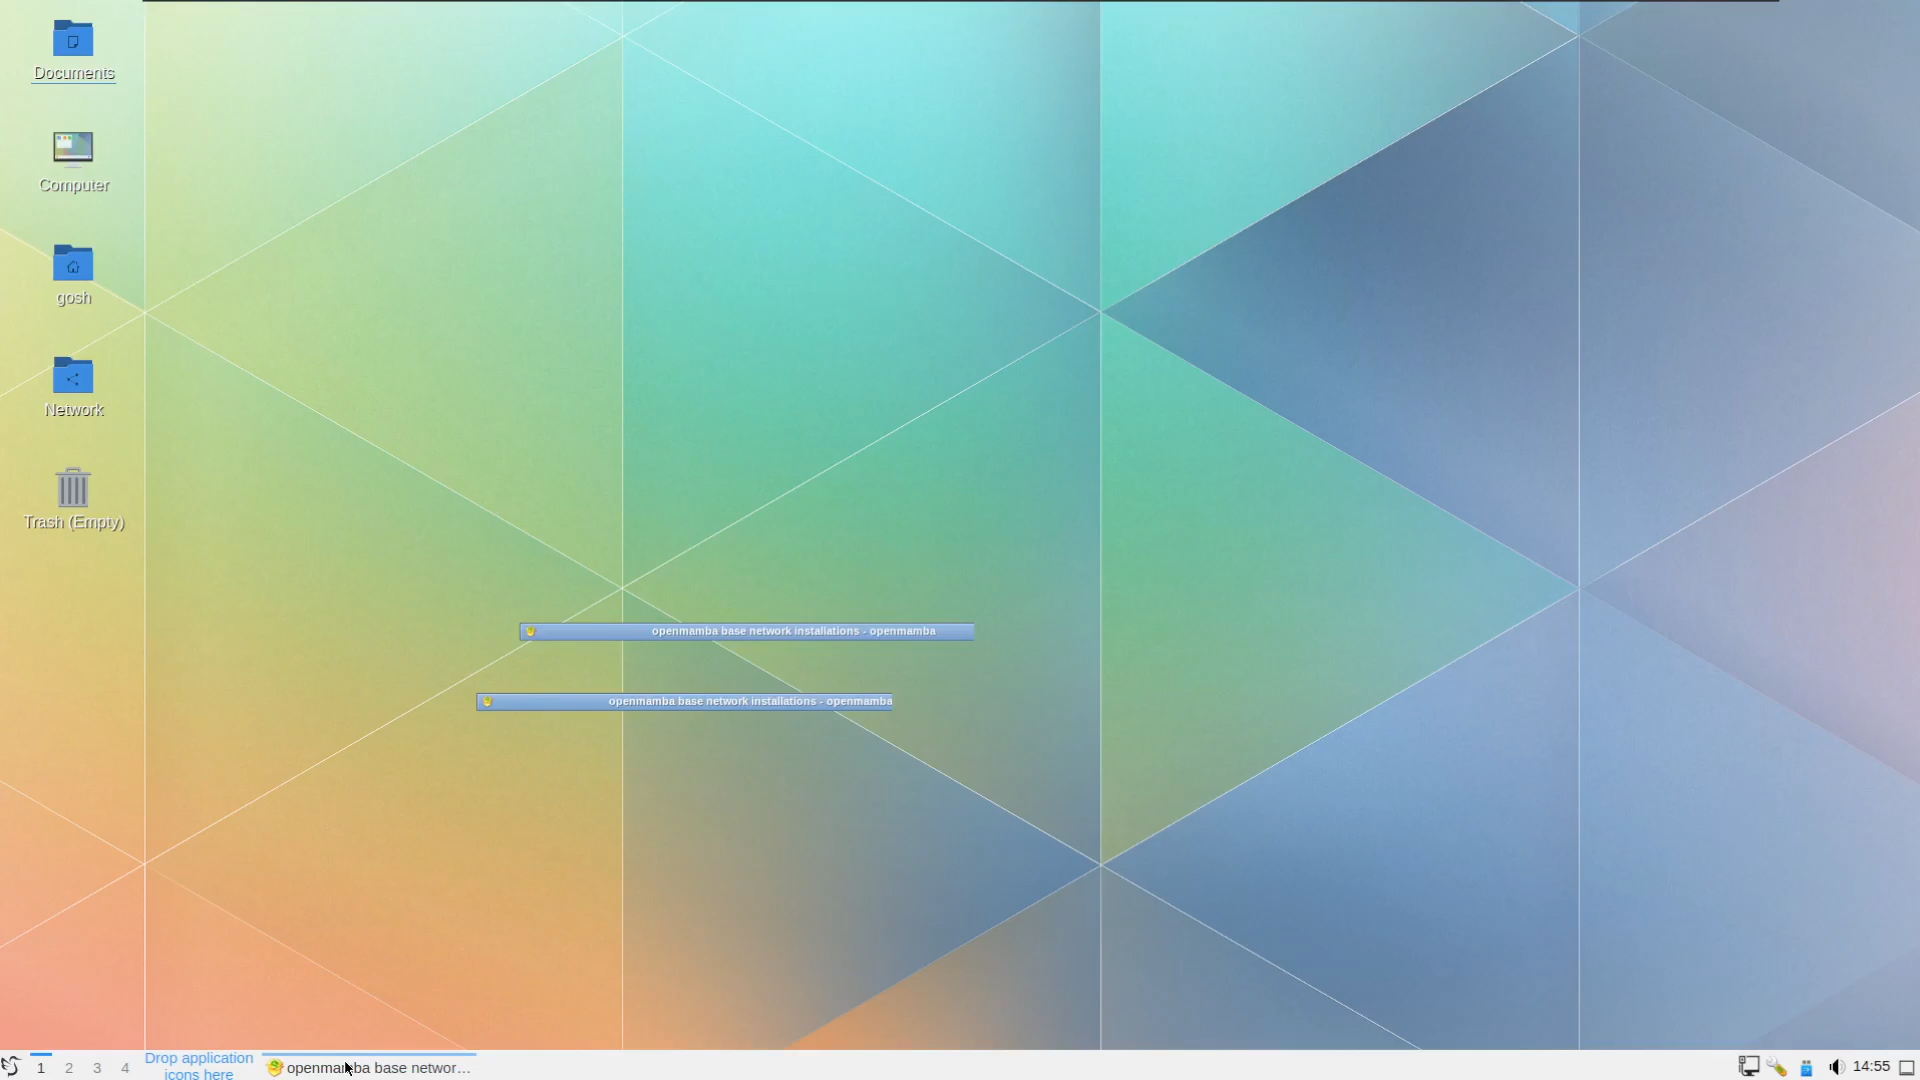 Documents
Computer
gosh
Network
Trash (Empty)
openmamba base network installations - openmamba
openmamba base network installations - openmamba
1 2 3 4
Drop application
icons here
openmamba base networ...
14:55